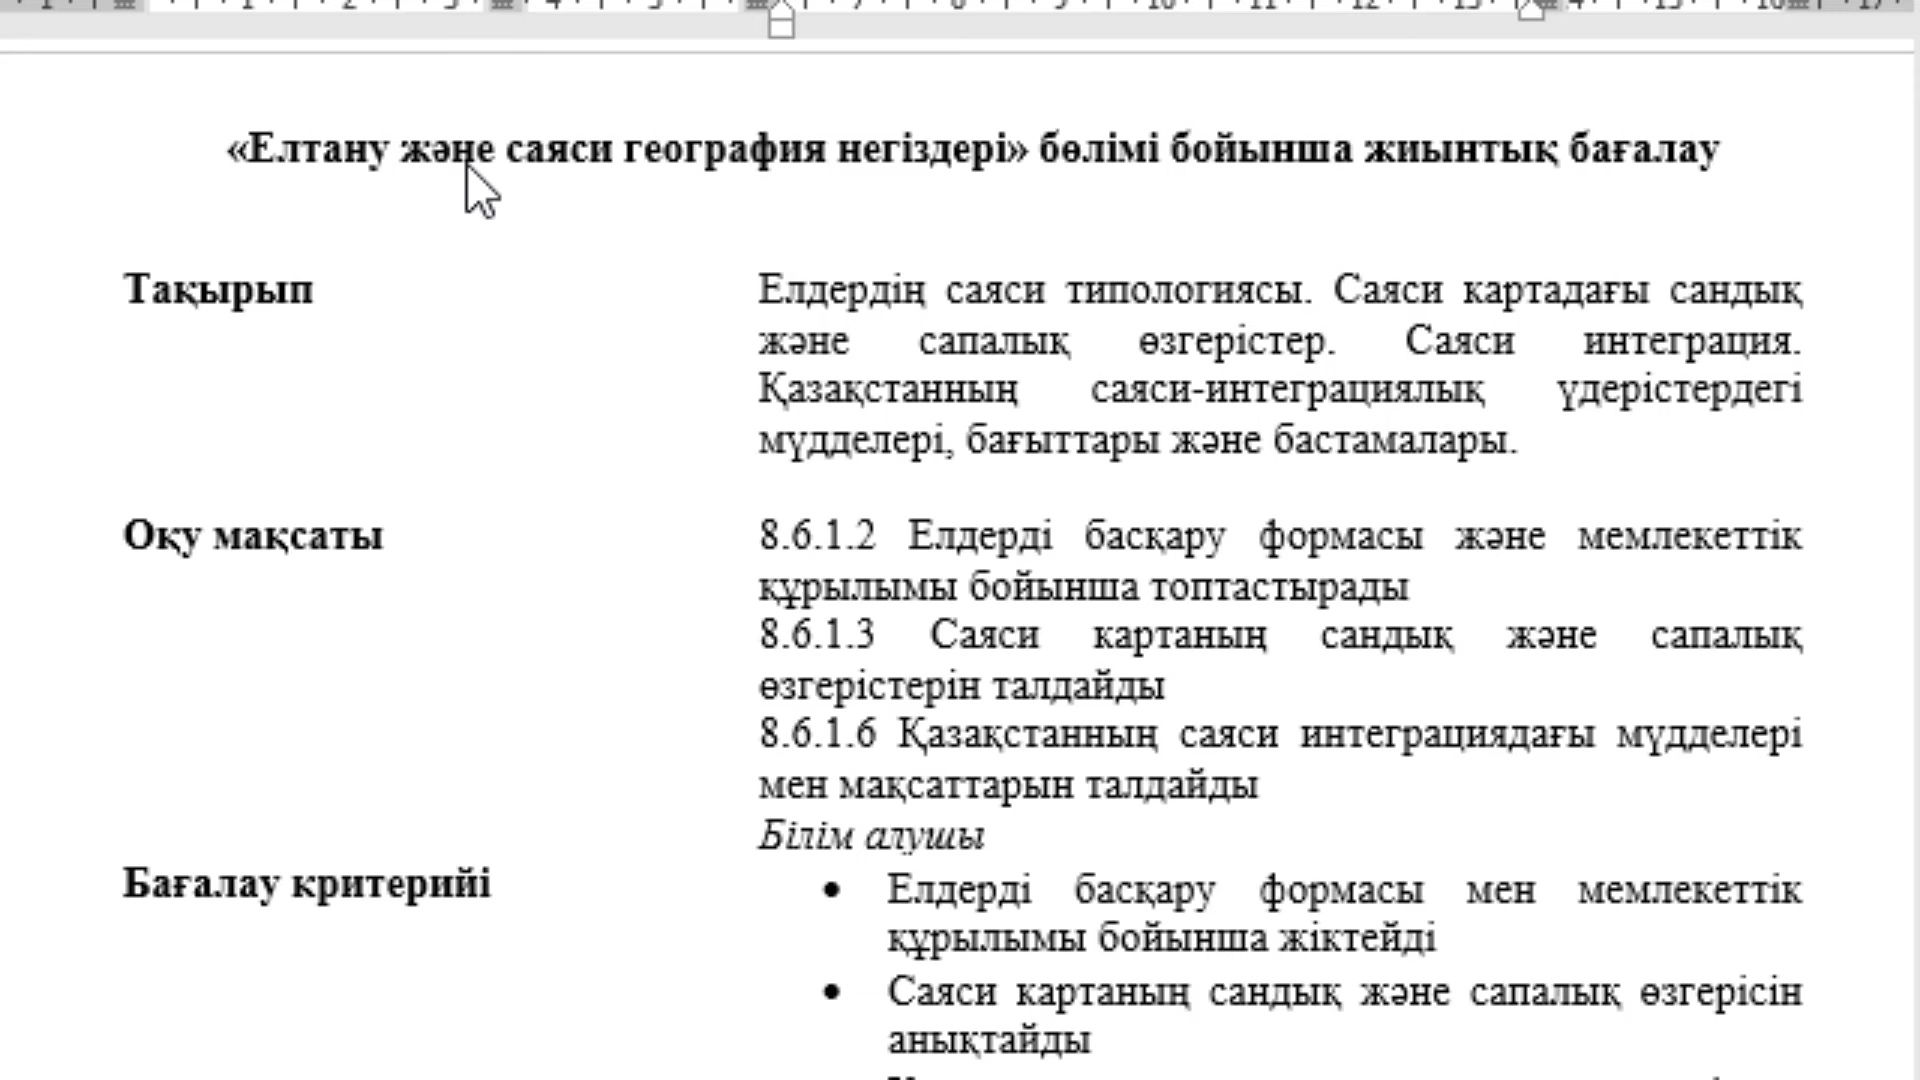 «Елтану және саяси география негіздері» бөлімі бойынша жиынтық бағалау
Тақырып
Елдердің саяси типологиясы. Саяси картадағы сандық
және сапалық өзгерістер. Саяси интеграция.
Қазақстанның саяси-интеграциялық үдерістердегі
мүдделері, бағыттары және бастамалары.
Оқу мақсаты
8.6.1.2 Елдерді басқару формасы және мемлекеттік
құрылымы бойынша топтастырады
8.6.1.3 Саяси картаның сандық және сапалық
өзгерістерін талдайды
8.6.1.6 Қазақстанның саяси интеграциядағы мүдделері
мен мақсаттарын талдайды
Білім алушы
Бағалау критерийі
• Елдерді басқару формасы мен мемлекеттік
құрылымы бойынша жіктейді
• Саяси картаның сандық және сапалық өзгерісін
анықтайды